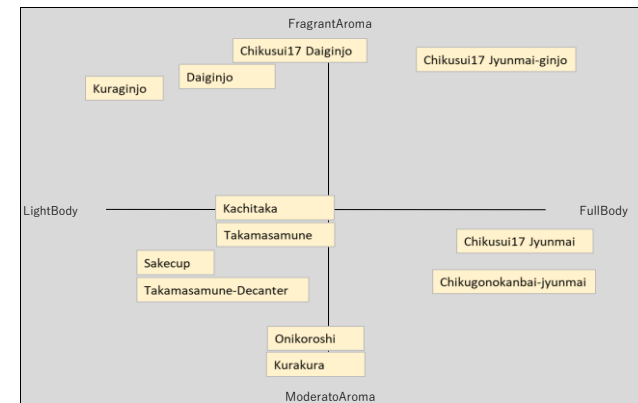 FragrantAroma
Chikusui17 Daiginjo
Chikusui17 Jyunmai-ginjo
Daiginjo
Kuraginjo
LightBody
Kachitaka
FullBody
Takamasamune
Chikusui17 Jyunmai
Sakecup
Chikugonokanbai-jyunmai
Takamasamune-Decanter
Onikoroshi
Kurakura
ModeratoAroma